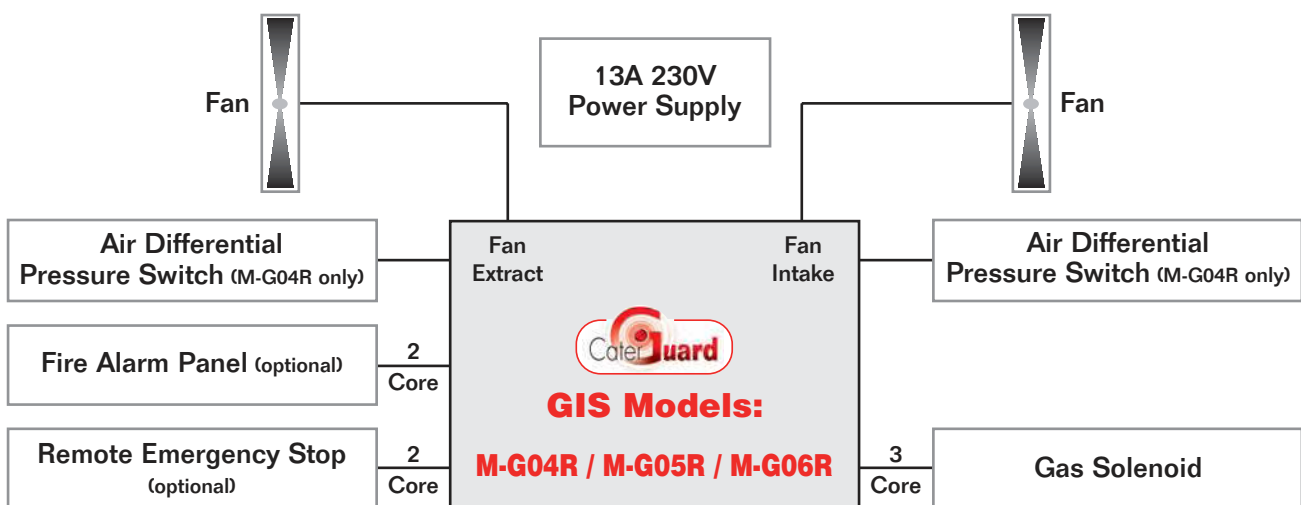 Fan
13A 230V
Power Supply
Fan
Air Differential
Pressure Switch (M-G04R only)
Fan
Extract
Fan
Intake
Air Differential
Pressure Switch (M-G04R only)
Fire Alarm Panel (optional)
2
Core
CaterGuard
GIS Models:
M-G04R / M-G05R / M-G06R
Remote Emergency Stop
(optional)
2
Core
3
Core
Gas Solenoid